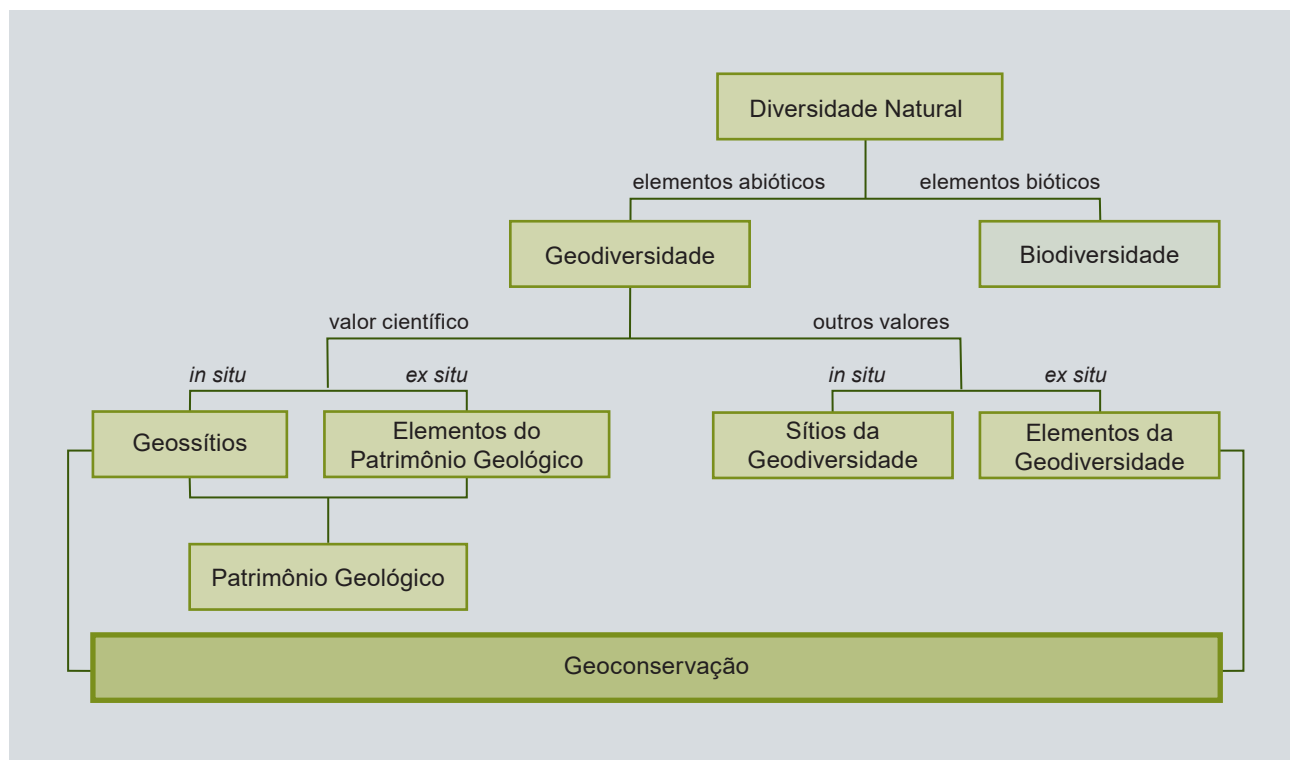 Diversidade Natural
elementos abióticos
elementos bióticos
Geodiversidade
Biodiversidade
valor científico
outros valores
in situ
ex situ
in situ
ex situ
Geossítios
Elementos do
Patrimônio Geológico
Sítios da
Geodiversidade
Elementos da
Geodiversidade
Patrimônio Geológico
Geoconservação